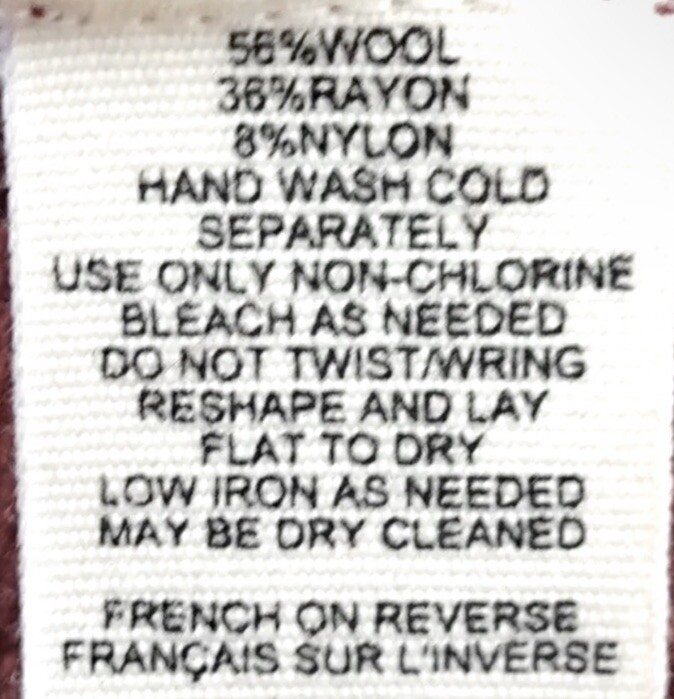 56%WOOL
36%RAYON
8%NYLON
HAND WASH COLD
SEPARATELY
USE ONLY NON-CHLORINE
BLEACH AS NEEDED
DO NOT TWIST/WRING
RESHAPE AND LAY
FLAT TO DRY
LOW IRON AS NEEDED
MAY BE DRY CLEANED
FRENCH ON REVERSE
FRANÇAIS SUR L'INVERSE